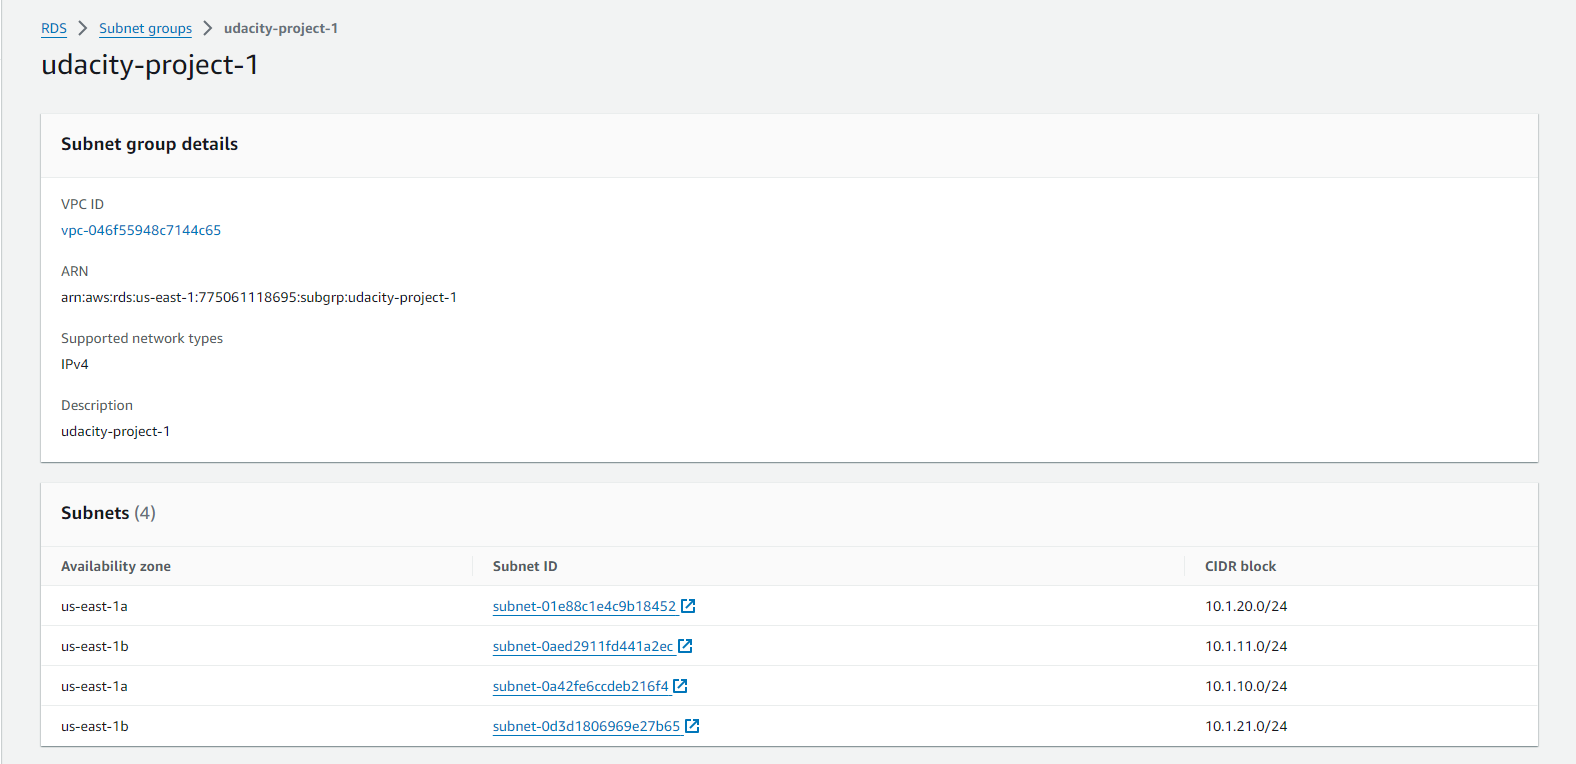 RDS > Subnet groups > udacity-project-1
udacity-project-1
Subnet group details
VPC ID
vpc-046f55948c7144c65
ARN
arn:aws:rds:us-east-1:775061118695:subgrp:udacity-project-1
Supported network types
IPv4
Description
udacity-project-1
Subnets (4)
Availability zone Subnet ID CIDR block
us-east-1a subnet-01e88c1e4c9b18452 10.1.20.0/24
us-east-1b subnet-0aed2911fd441a2ec 10.1.11.0/24
us-east-1a subnet-0a42fe6ccdeb216f4 10.1.10.0/24
us-east-1b subnet-0d3d1806969e27b65 10.1.21.0/24